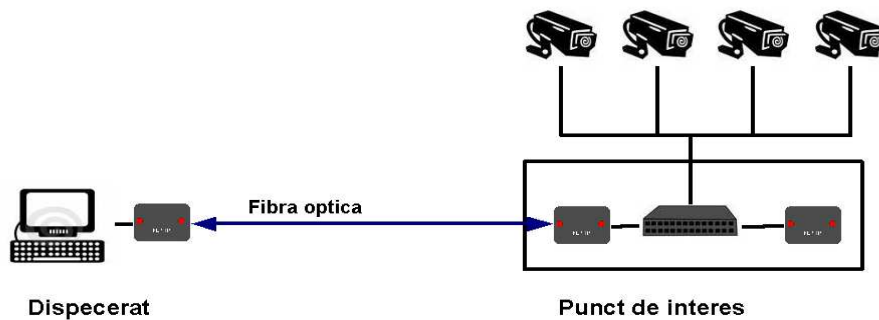 Fibra optica
Dispecerat
Punct de interes